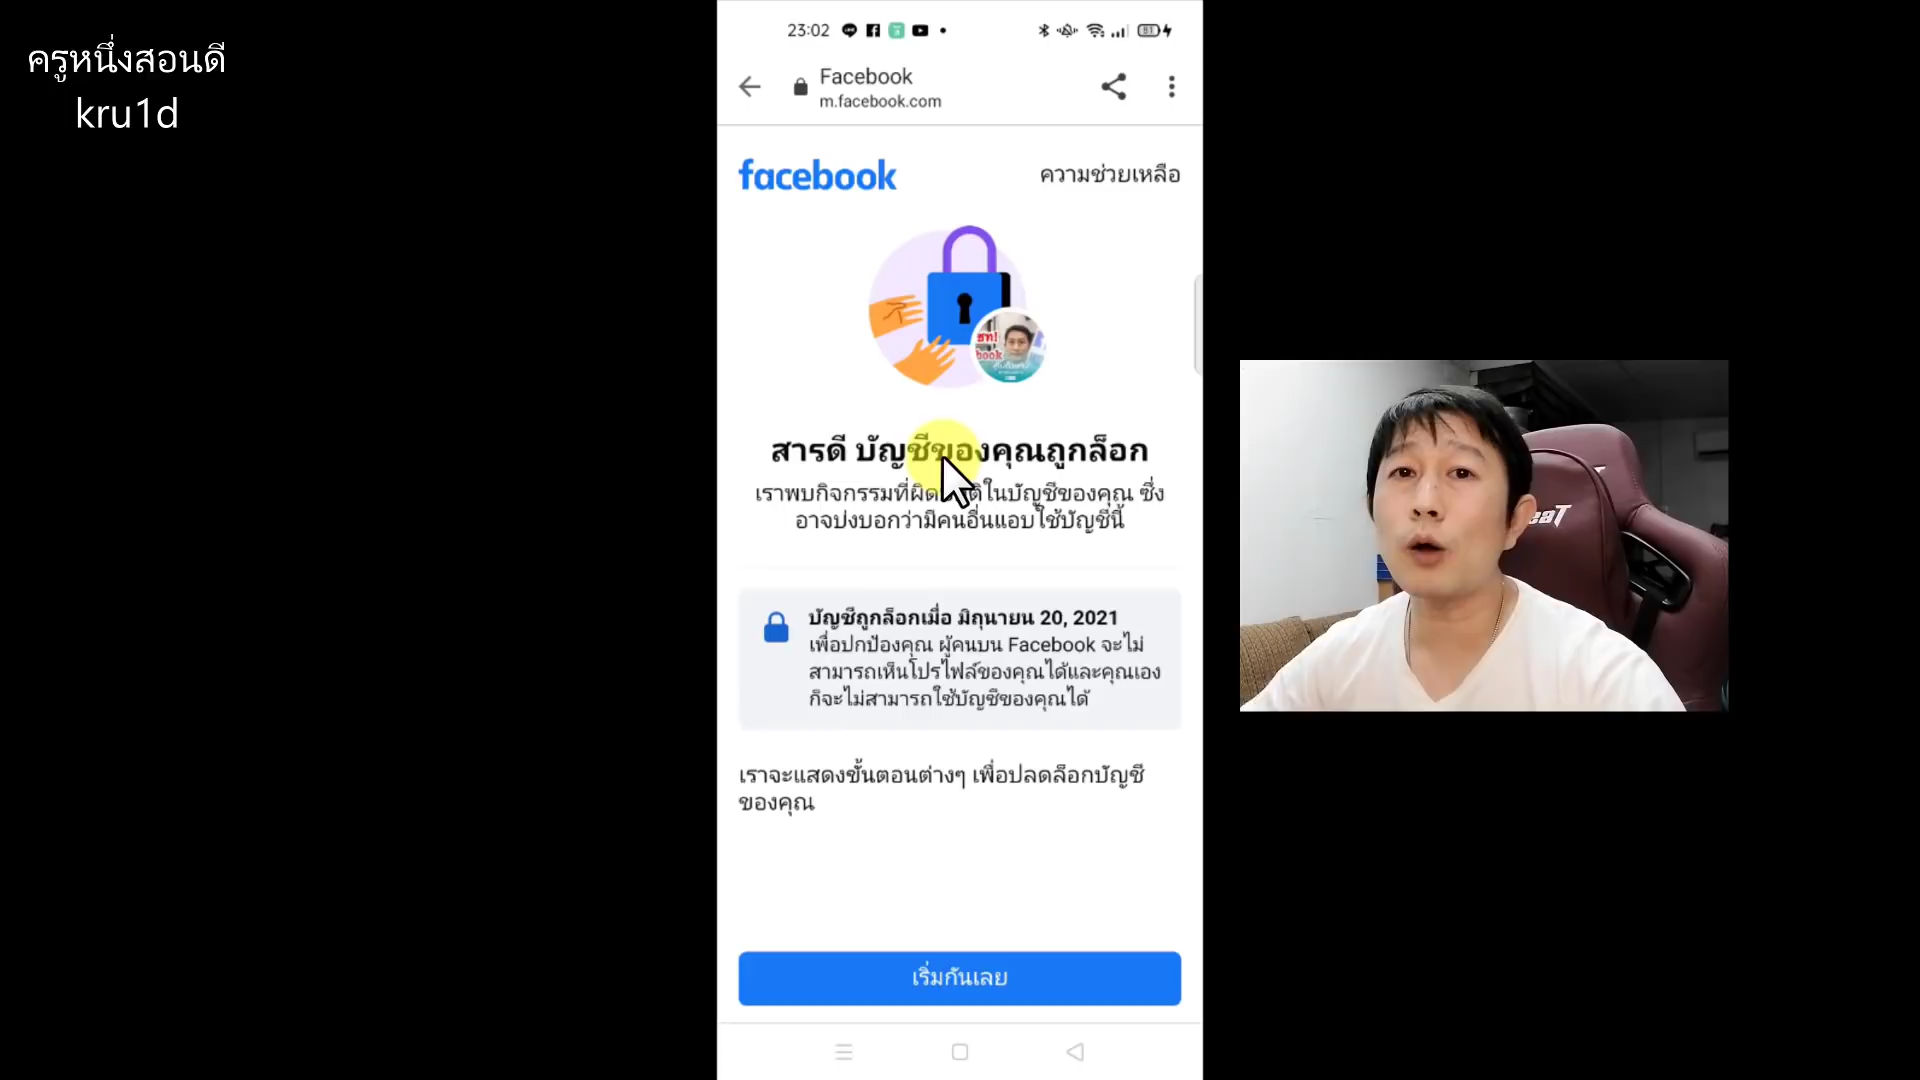 ครูหนึ่งสอนดี
kru1d
23:02
Facebook
m.facebook.com
facebook
ความช่วยเหลือ
สารดี บัญชีของคุณถูกล็อก
เราพบกิจกรรมที่ผิดปกติในบัญชีของคุณ ซึ่ง
อาจบ่งบอกว่ามีคนอื่นแอบใช้บัญชีนี้
บัญชีถูกล็อกเมื่อ มิถุนายน 20, 2021
เพื่อปกป้องคุณ ผู้คนบน Facebook จะไม่
สามารถเห็นโปรไฟล์ของคุณได้และคุณเอง
ก็จะไม่สามารถใช้บัญชีของคุณได้
เราจะแสดงขั้นตอนต่างๆ เพื่อปลดล็อกบัญชี
ของคุณ
เริ่มกันเลย